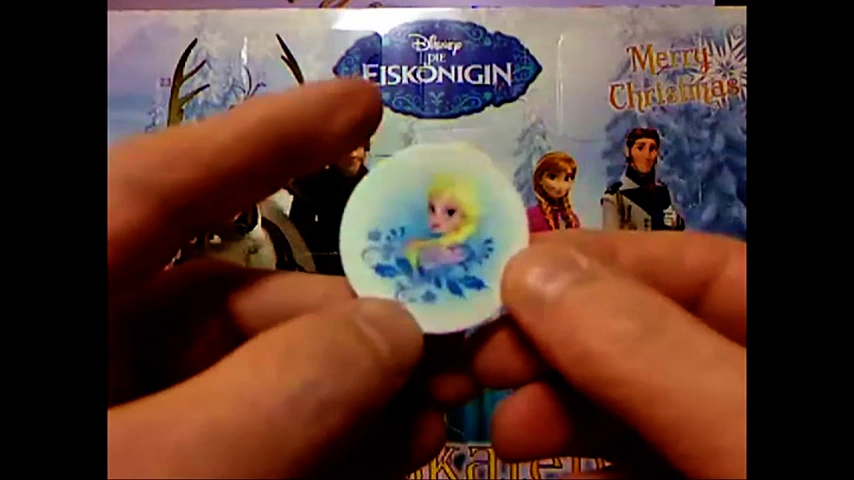 Disney
DIE
EISKÖNIGIN
Merry
Christmas